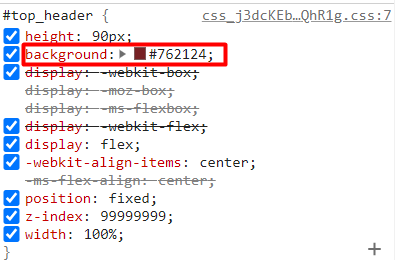 #top_header {
css_j3dcKEb…QhR1g.css:7
height: 90px;
background: #762124;
display: -webkit-box;
display: -moz-box;
display: -ms-flexbox;
display: -webkit-flex;
display: flex;
-webkit-align-items: center;
-ms-flex-align: center;
position: fixed;
z-index: 99999999;
width: 100%;
}